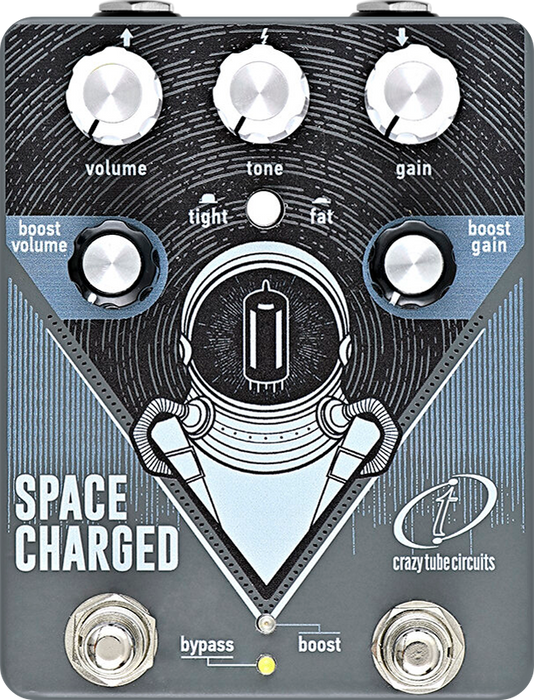 volume
tone
gain
tight
fat
boost
volume
boost
gain
SPACE
CHARGED
crazy tube circuits
bypass
boost